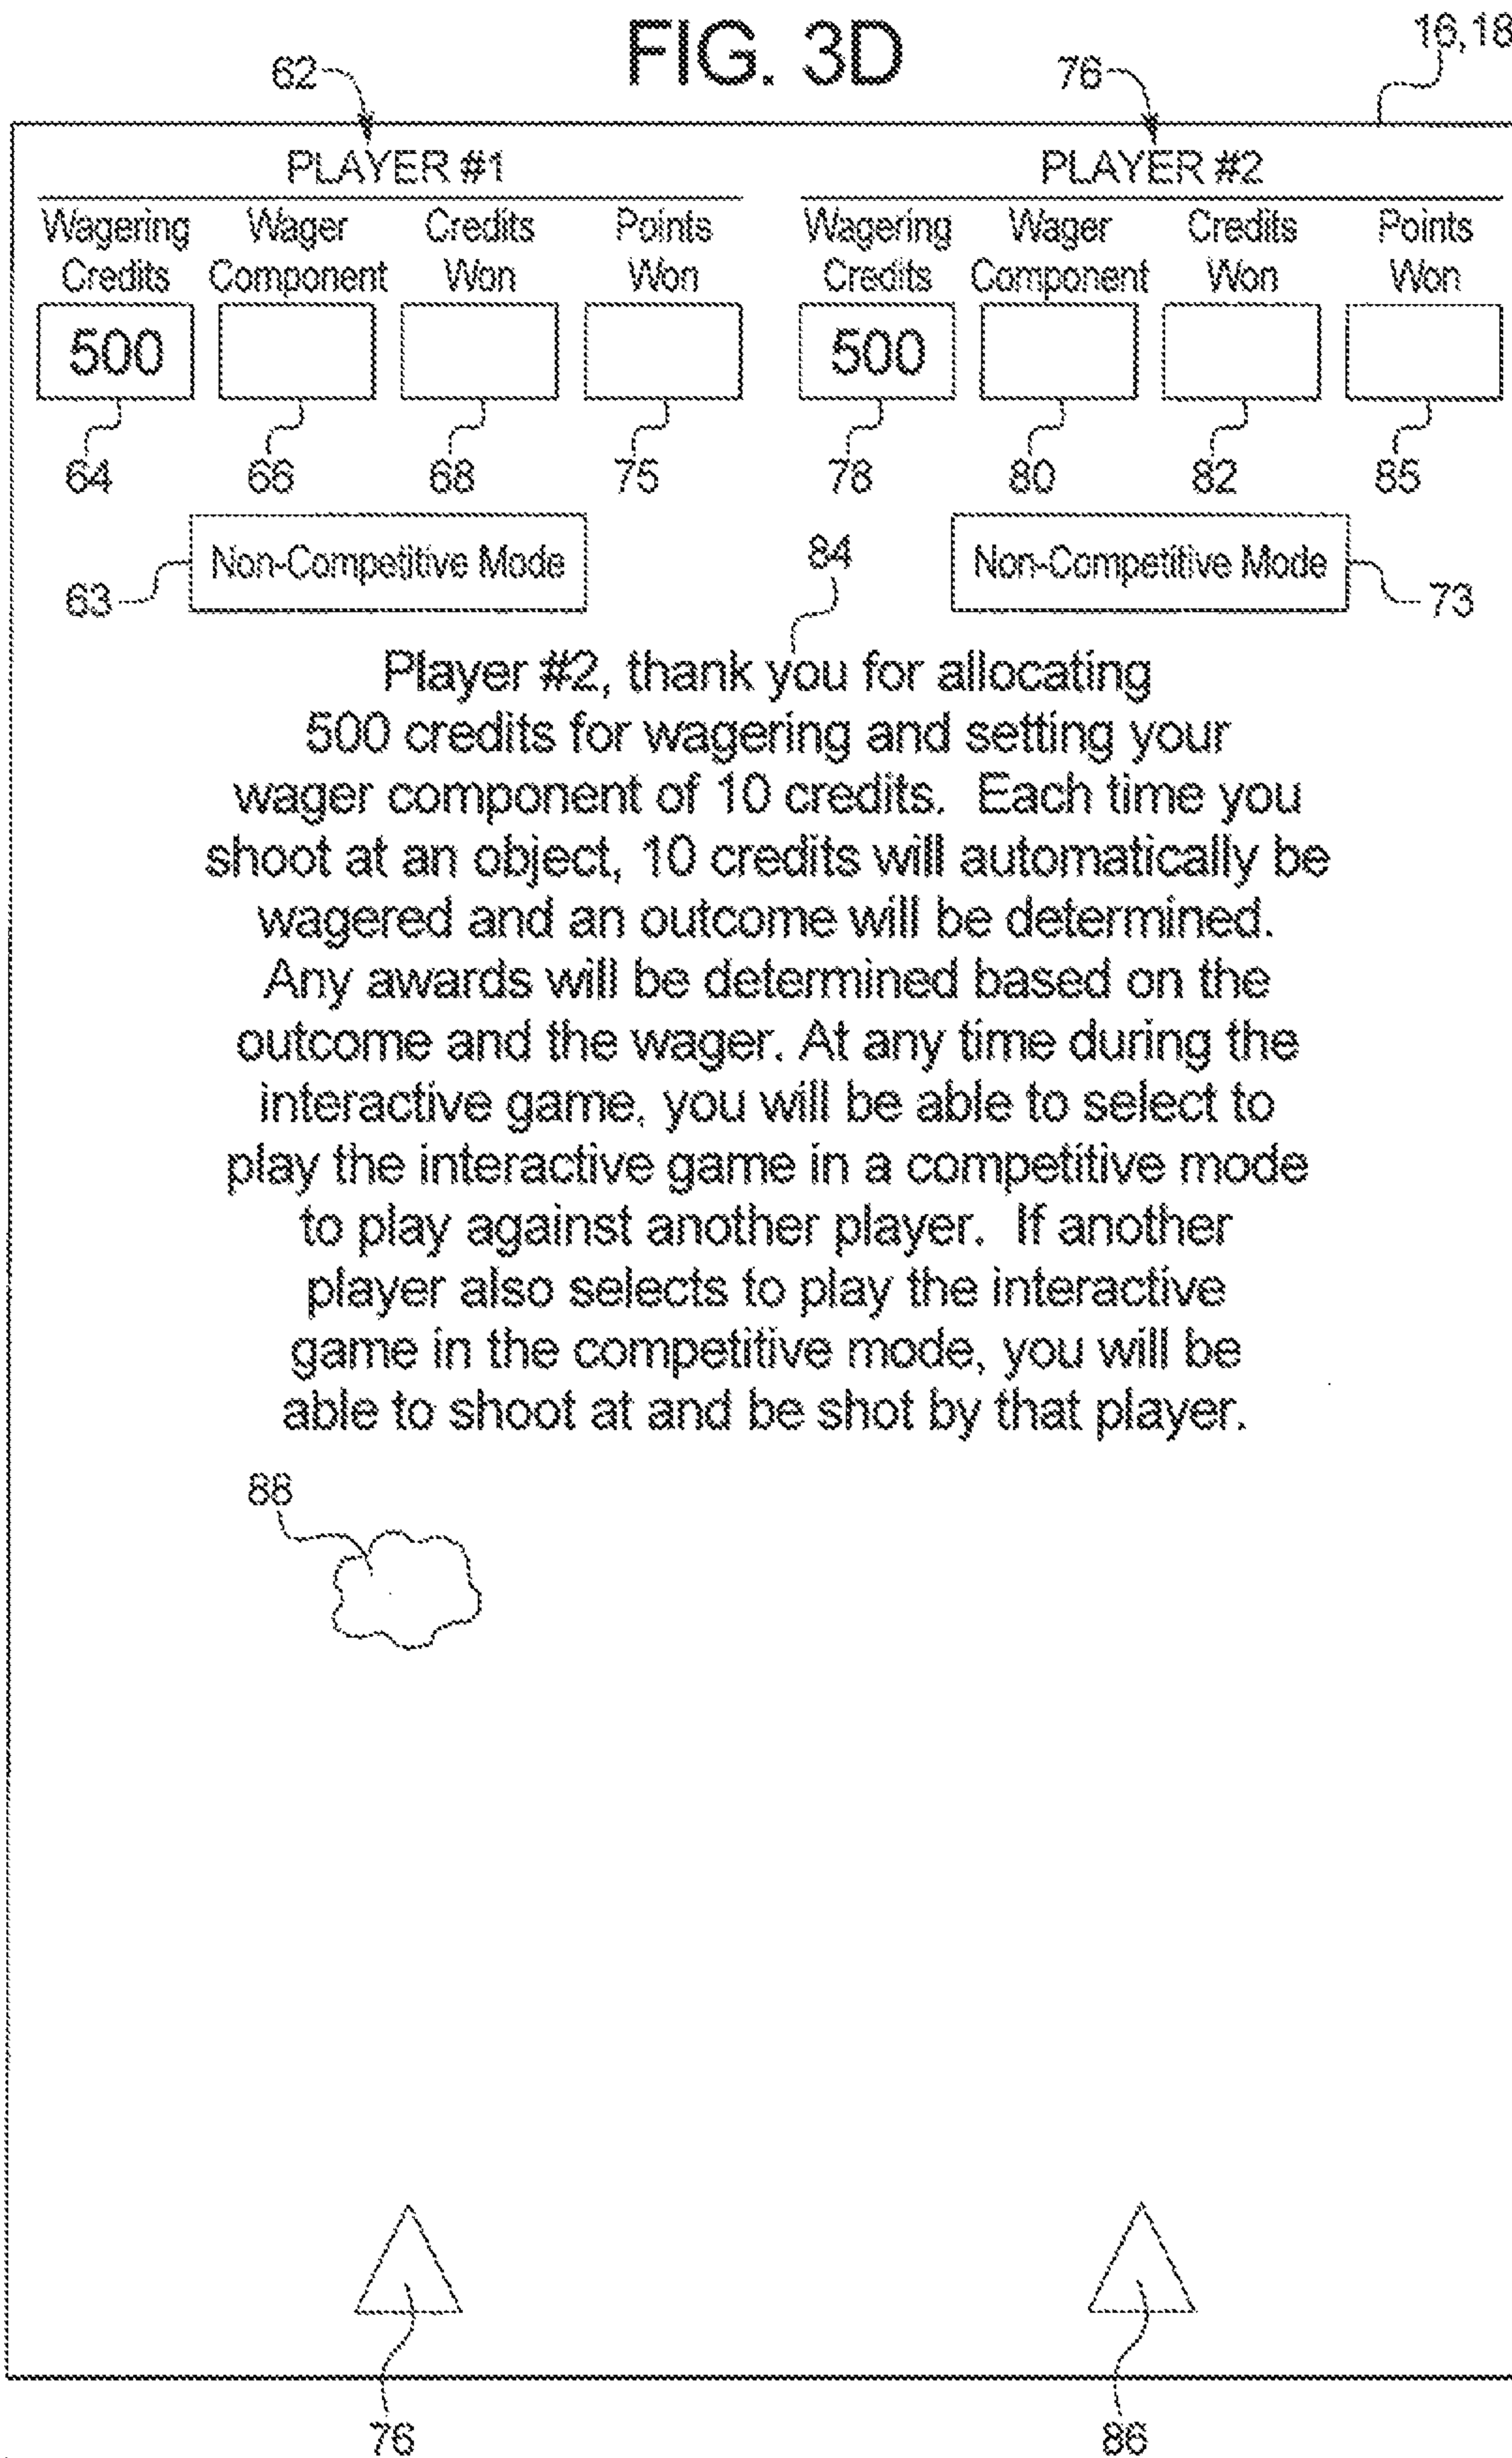 FIG. 3D
16,18
62
76
PLAYER #1
PLAYER #2
Wagering Credits
Wager Component
Credits Won
Points Won
Wagering Credits
Wager Component
Credits Won
Points Won
500
500
64
66
68
75
78
80
82
85
Non-Competitive Mode
84
Non-Competitive Mode
63
73
Player #2, thank you for allocating
500 credits for wagering and setting your
wager component of 10 credits. Each time you
shoot at an object, 10 credits will automatically be
wagered and an outcome will be determined.
Any awards will be determined based on the
outcome and the wager. At any time during the
interactive game, you will be able to select to
play the interactive game in a competitive mode
to play against another player. If another
player also selects to play the interactive
game in the competitive mode, you will be
able to shoot at and be shot by that player.
88
76
86